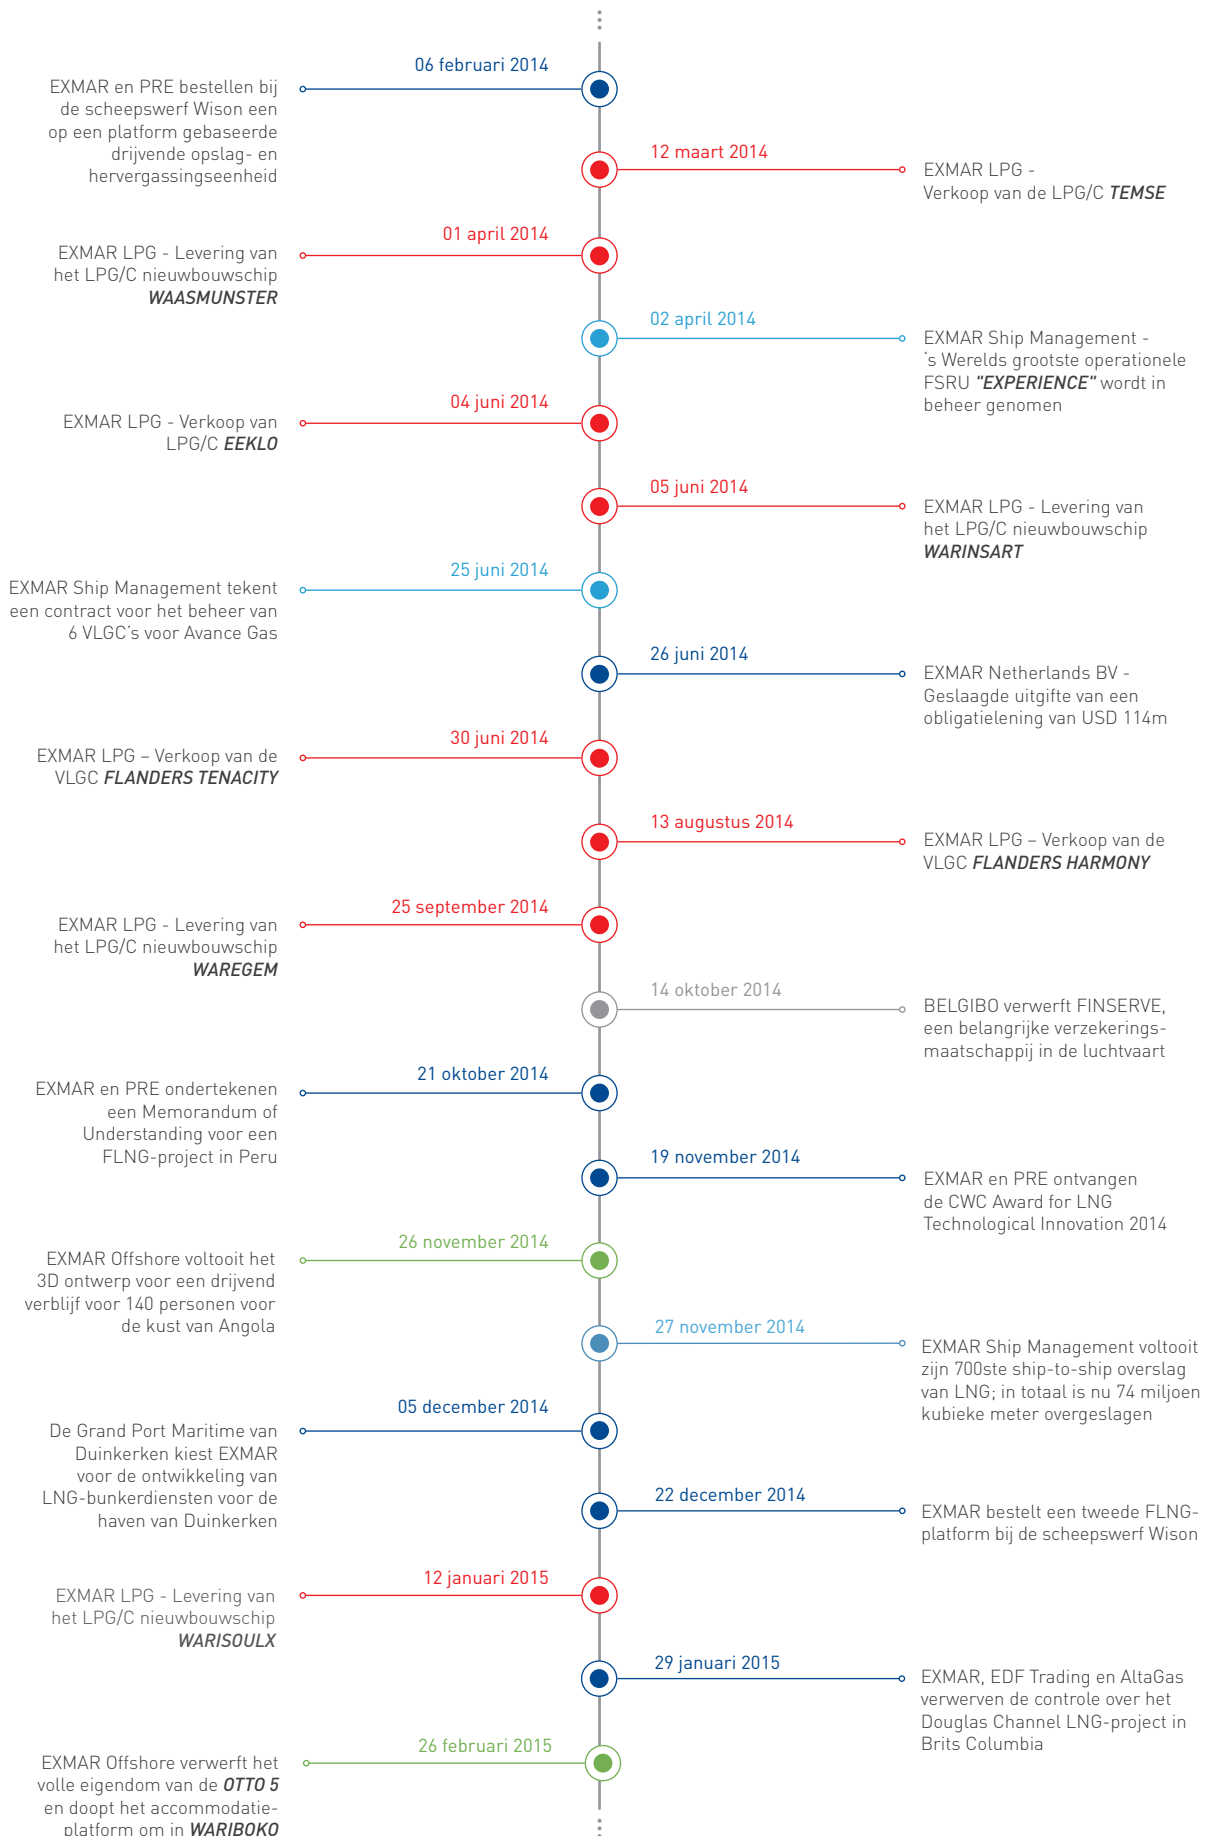 06 februari 2014
EXMAR en PRE bestellen bij
de scheepswerf Wison een
op een platform gebaseerde
drijvende opslag- en
hervergassingseenheid
12 maart 2014
EXMAR LPG -
Verkoop van de LPG/C TEMSE
01 april 2014
EXMAR LPG - Levering van
het LPG/C nieuwbouwschip
WAASMUNSTER
02 april 2014
EXMAR Ship Management -
's Werelds grootste operationele
FSRU "EXPERIENCE" wordt in
beheer genomen
04 juni 2014
EXMAR LPG - Verkoop van
LPG/C EEKLO
05 juni 2014
EXMAR LPG - Levering van
het LPG/C nieuwbouwschip
WARINSART
25 juni 2014
EXMAR Ship Management tekent
een contract voor het beheer van
6 VLGC's voor Avance Gas
26 juni 2014
EXMAR Netherlands BV -
Geslaagde uitgifte van een
obligatielening van USD 114m
30 juni 2014
EXMAR LPG – Verkoop van de
VLGC FLANDERS TENACITY
13 augustus 2014
EXMAR LPG – Verkoop van de
VLGC FLANDERS HARMONY
25 september 2014
EXMAR LPG - Levering van
het LPG/C nieuwbouwschip
WAREGEM
14 oktober 2014
BELGIBO verwerft FINSERVE,
een belangrijke verzekerings-
maatschappij in de luchtvaart
21 oktober 2014
EXMAR en PRE ondertekenen
een Memorandum of
Understanding voor een
FLNG-project in Peru
19 november 2014
EXMAR en PRE ontvangen
de CWC Award for LNG
Technological Innovation 2014
26 november 2014
EXMAR Offshore voltooit het
3D ontwerp voor een drijvend
verblijf voor 140 personen voor
de kust van Angola
27 november 2014
EXMAR Ship Management voltooit
zijn 700ste ship-to-ship overslag
van LNG; in totaal is nu 74 miljoen
kubieke meter overgeslagen
05 december 2014
De Grand Port Maritime van
Duinkerken kiest EXMAR
voor de ontwikkeling van
LNG-bunkerdiensten voor de
haven van Duinkerken
22 december 2014
EXMAR bestelt een tweede FLNG-
platform bij de scheepswerf Wison
12 januari 2015
EXMAR LPG - Levering van
het LPG/C nieuwbouwschip
WARISOULX
29 januari 2015
EXMAR, EDF Trading en AltaGas
verwerven de controle over het
Douglas Channel LNG-project in
Brits Columbia
26 februari 2015
EXMAR Offshore verwerft het
volle eigendom van de OTTO 5
en doopt het accommodatie-
platform om in WARIBOKO